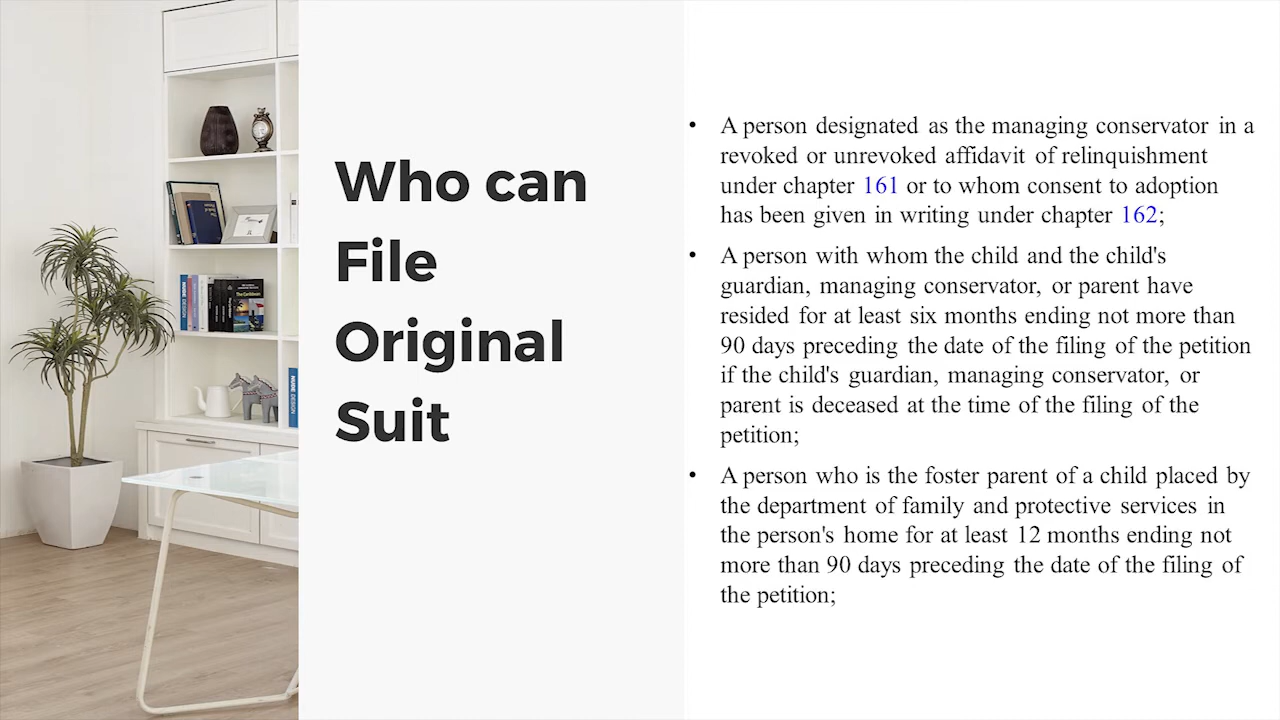 Who can
File
Original
Suit
• A person designated as the managing conservator in a
revoked or unrevoked affidavit of relinquishment
under chapter 161 or to whom consent to adoption
has been given in writing under chapter 162;
• A person with whom the child and the child's
guardian, managing conservator, or parent have
resided for at least six months ending not more than
90 days preceding the date of the filing of the petition
if the child's guardian, managing conservator, or
parent is deceased at the time of the filing of the
petition;
• A person who is the foster parent of a child placed by
the department of family and protective services in
the person's home for at least 12 months ending not
more than 90 days preceding the date of the filing of
the petition;